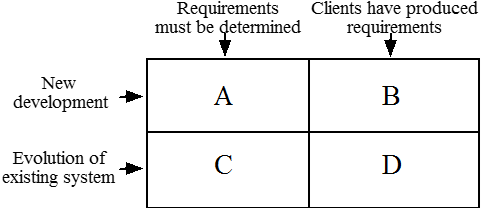 Requirements
must be determined
Clients have produced
requirements
New
development
A
B
Evolution of
existing system
C
D